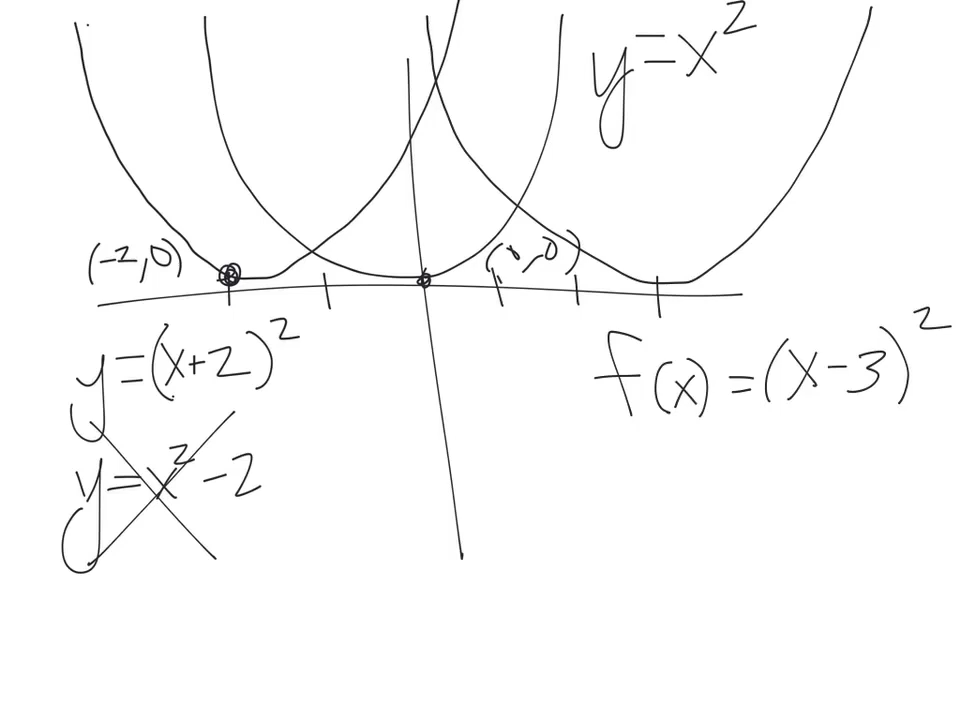 y=x²
(-2,0)
y=(x+2)²
f(x)=(x-3)²
y=x²-2